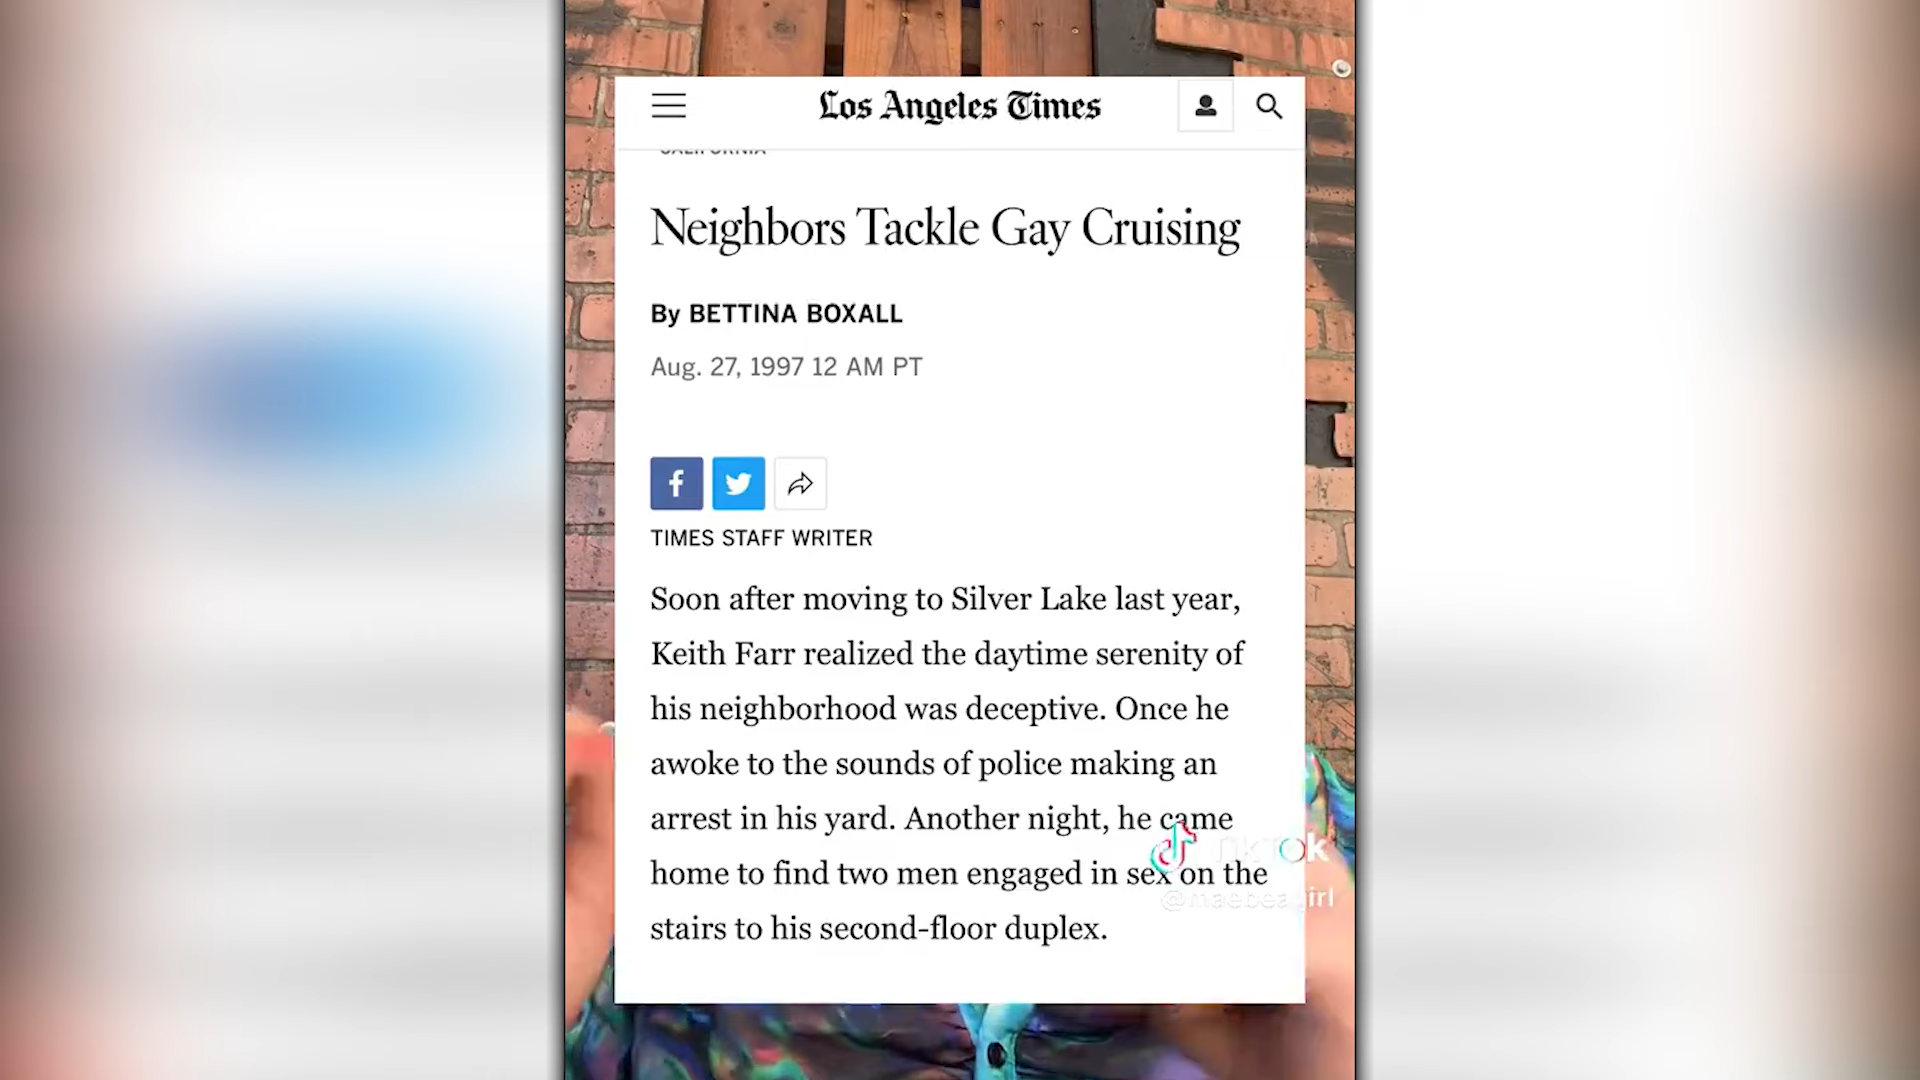 Los Angeles Times
CALIFORNIA
Neighbors Tackle Gay Cruising
By BETTINA BOXALL
Aug. 27, 1997 12 AM PT
TIMES STAFF WRITER
Soon after moving to Silver Lake last year,
Keith Farr realized the daytime serenity of
his neighborhood was deceptive. Once he
awoke to the sounds of police making an
arrest in his yard. Another night, he came
home to find two men engaged in sex on the
stairs to his second-floor duplex.
TikTok
@maebeagirl